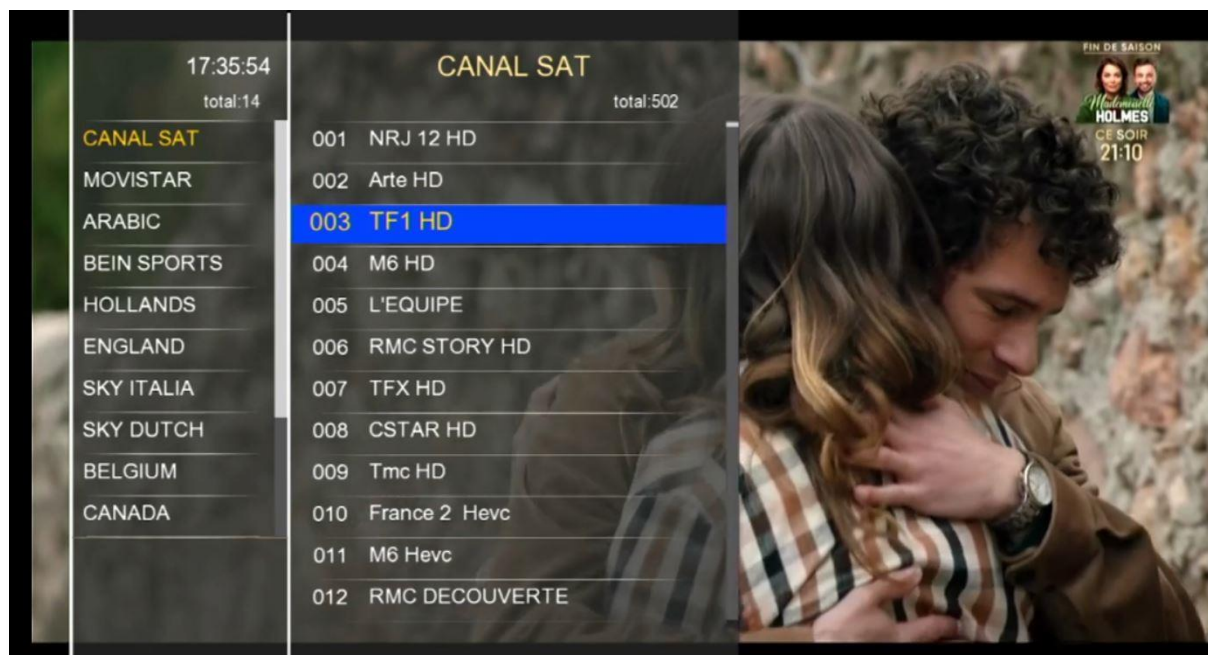 17:35:54
total:14
CANAL SAT
MOVISTAR
ARABIC
BEIN SPORTS
HOLLANDS
ENGLAND
SKY ITALIA
SKY DUTCH
BELGIUM
CANADA
CANAL SAT
total:502
001 NRJ 12 HD
002 Arte HD
003 TF1 HD
004 M6 HD
005 L'EQUIPE
006 RMC STORY HD
007 TFX HD
008 CSTAR HD
009 Tmc HD
010 France 2 Hevc
011 M6 Hevc
012 RMC DECOUVERTE
FIN DE SAISON
Mademoiselle
HOLMES
CE SOIR
21:10